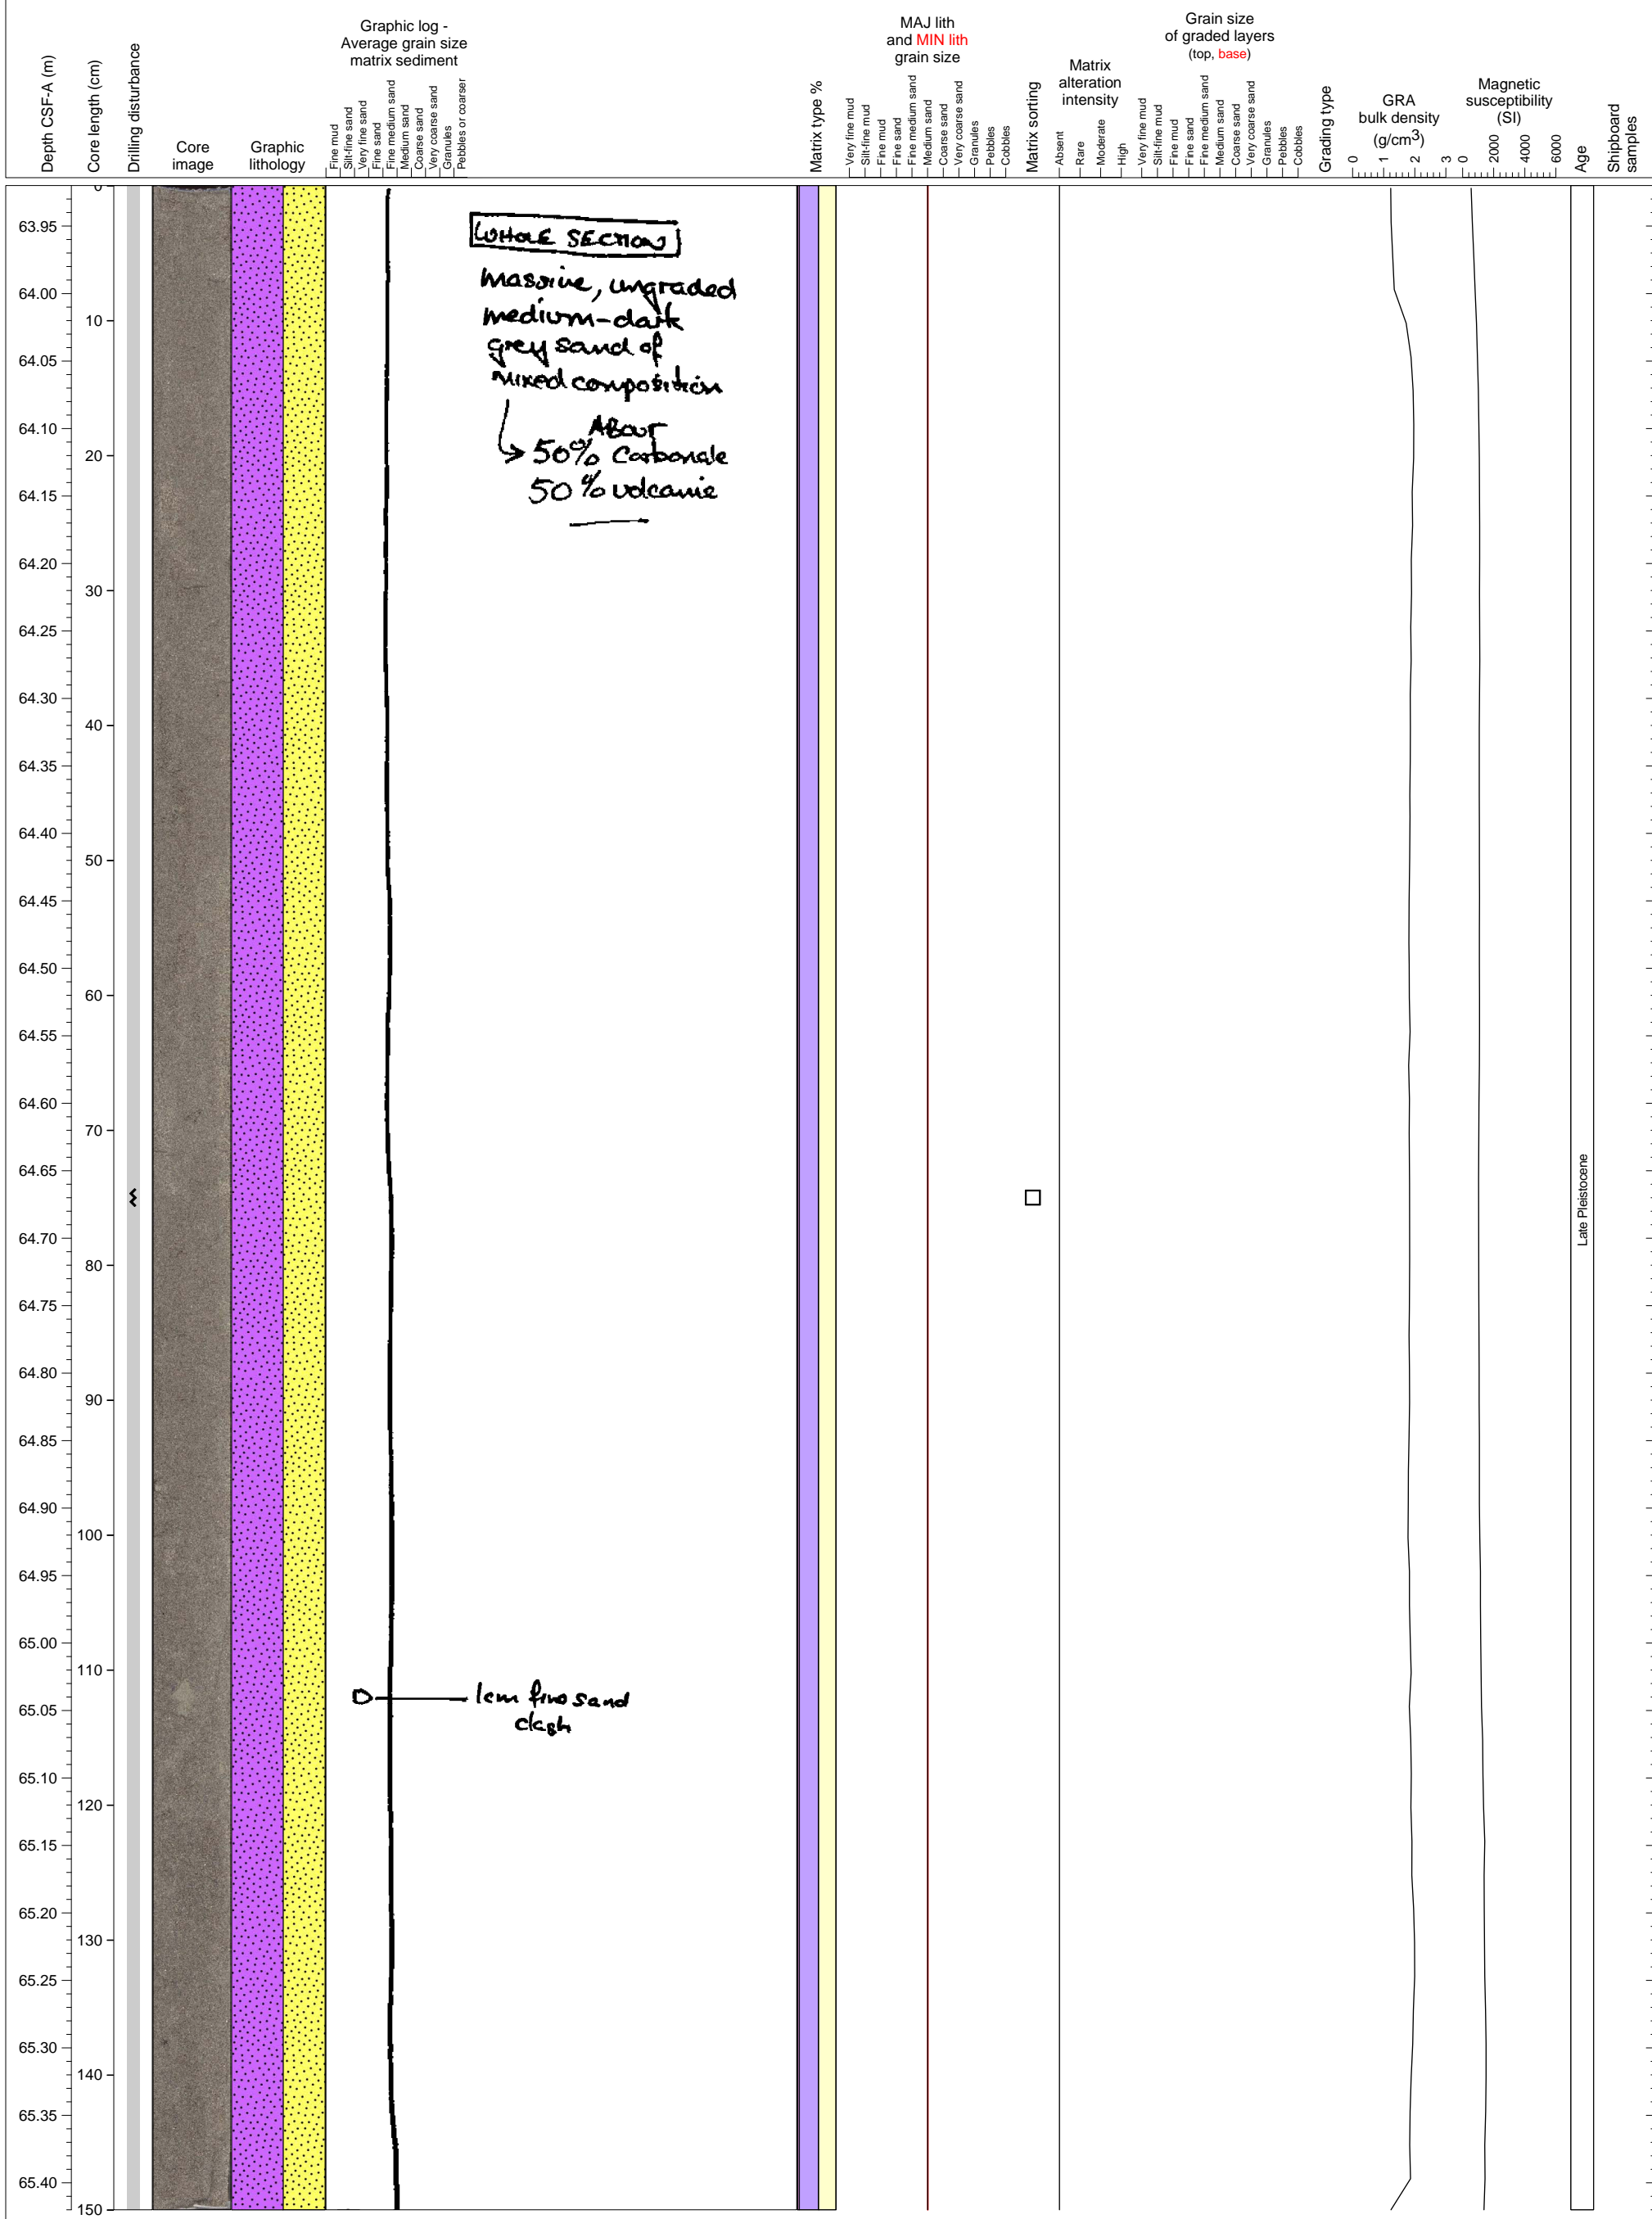 Depth CSF-A (m)
Core length (cm)
Drilling disturbance
Core
image
Graphic
lithology
Graphic log -
Average grain size
matrix sediment
Fine mud
Silt-fine sand
Very fine sand
Fine sand
Fine medium sand
Medium sand
Coarse sand
Very coarse sand
Granules
Pebbles or coarser
Matrix type %
MAJ lith
and MIN lith
grain size
Very fine mud
Silt-fine mud
Fine mud
Fine sand
Fine medium sand
Medium sand
Coarse sand
Very coarse sand
Granules
Pebbles
Cobbles
Matrix sorting
Matrix
alteration
intensity
Absent
Rare
Moderate
High
Grain size
of graded layers
(top, base)
Very fine mud
Silt-fine mud
Fine mud
Fine sand
Fine medium sand
Medium sand
Coarse sand
Very coarse sand
Granules
Pebbles
Cobbles
Grading type
GRA
bulk density
(g/cm3)
0 1 2 3
Magnetic
susceptibility
(SI)
0 2000 4000 6000
Age
Shipboard
samples
0
63.95
64.00
10
64.05
64.10
20
64.15
64.20
30
64.25
64.30
40
64.35
64.40
50
64.45
64.50
60
64.55
64.60
70
64.65
64.70
80
64.75
64.80
90
64.85
64.90
100
64.95
65.00
110
65.05
65.10
120
65.15
65.20
130
65.25
65.30
140
65.35
65.40
150
WHOLE SECTION
massive, ungraded
medium-dark
grey sand of
mixed composition
About
50% Carbonate
50% volcanic
1cm fine sand
clast
Late Pleistocene